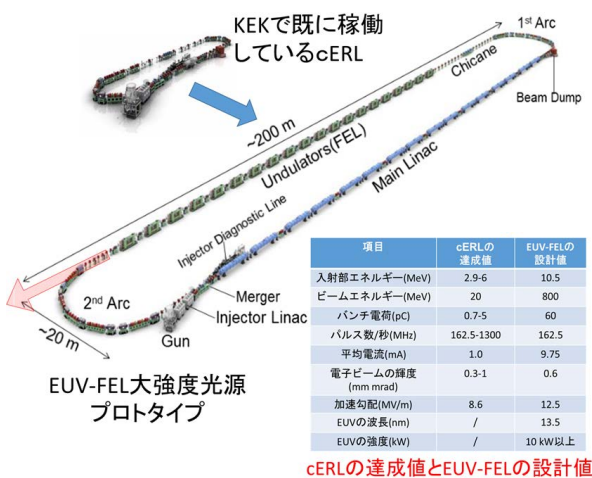 KEKで既に稼働
しているcERL
1st Arc
Chicane
Beam Dump
~200 m
Undulators(FEL)
Main Linac
Injector Diagnostic Line
2nd Arc
Merger
Injector Linac
Gun
~20 m
EUV-FEL大強度光源
プロトタイプ
項目 cERLの達成値 EUV-FELの設計値
入射部エネルギー(MeV) 2.9-6 10.5
ビームエネルギー(MeV) 20 800
バンチ電荷(pC) 0.7-5 60
パルス数/秒(MHz) 162.5-1300 162.5
平均電流(mA) 1.0 9.75
電子ビームの輝度(mm mrad) 0.3-1 0.6
加速勾配(MV/m) 8.6 12.5
EUVの波長(nm) / 13.5
EUVの強度(kW) / 10 kW以上
cERLの達成値とEUV-FELの設計値